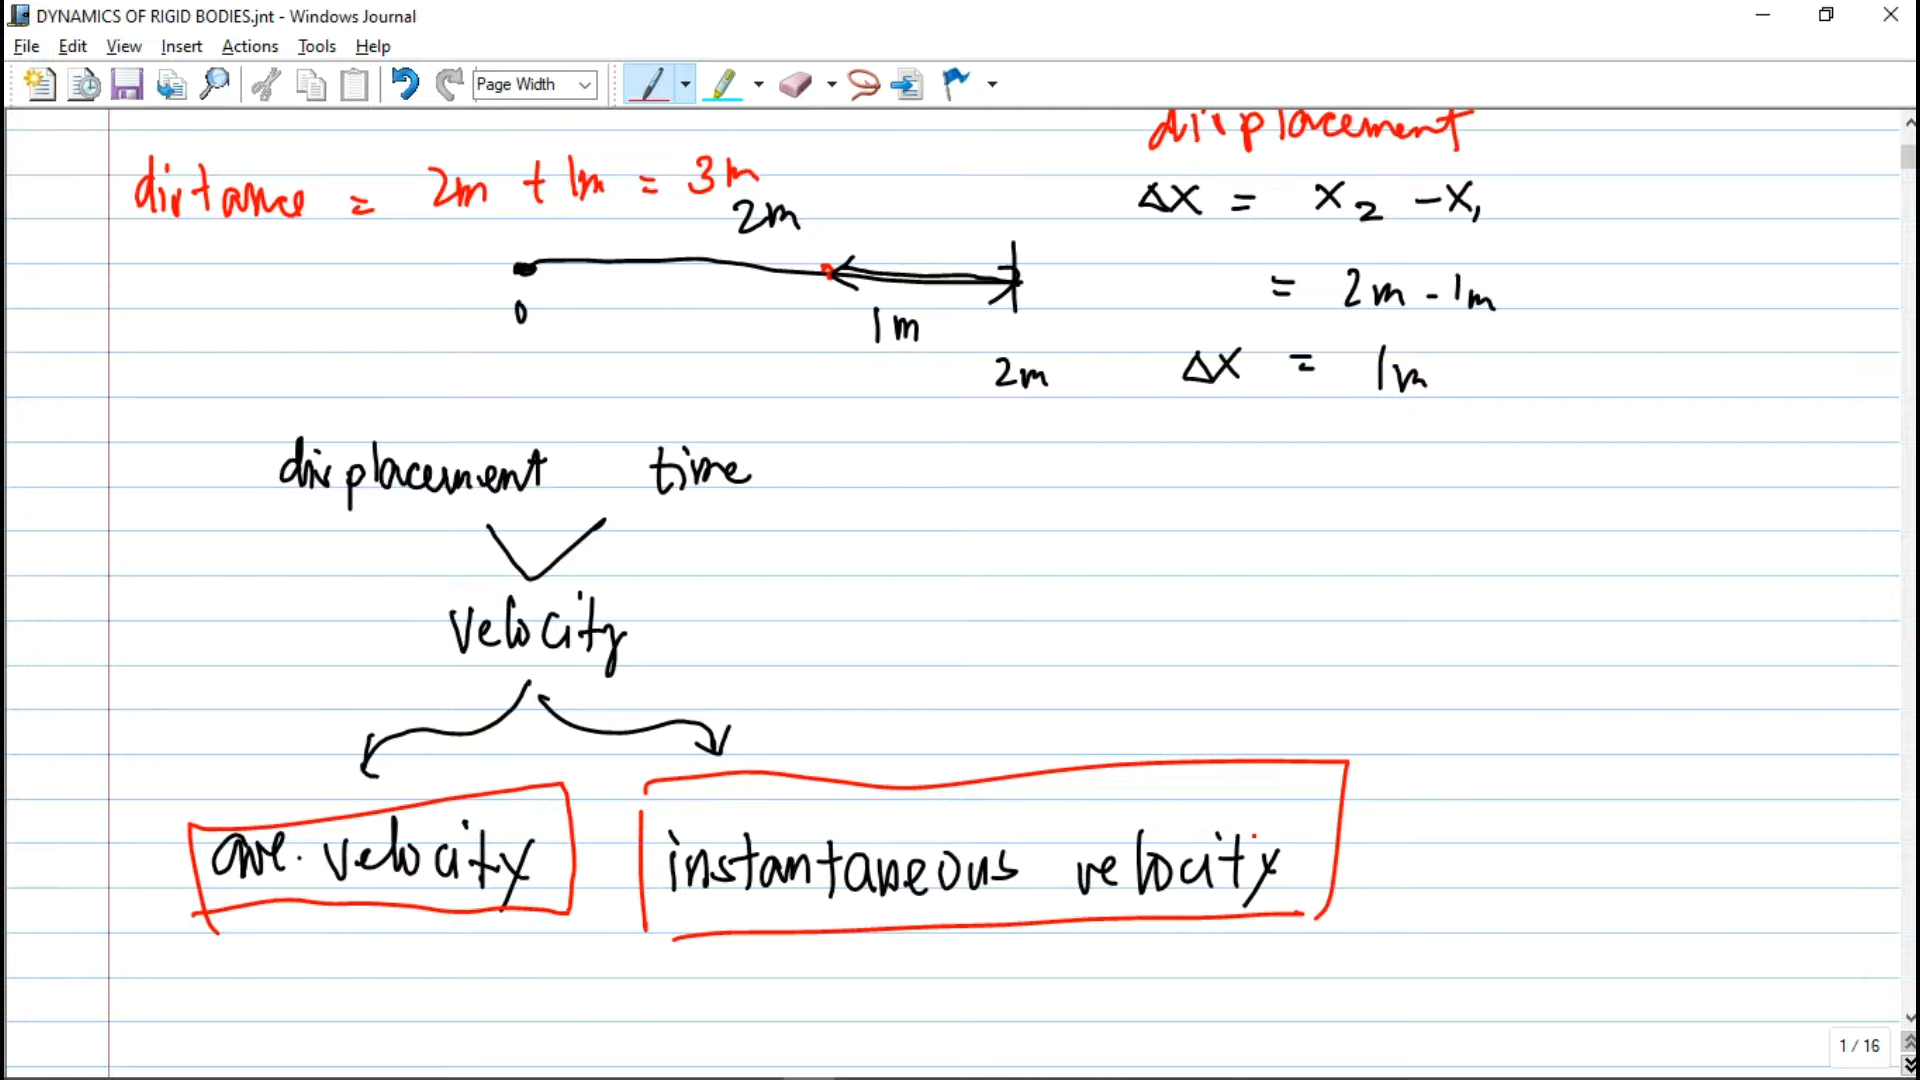 DYNAMICS OF RIGID BODIES.jnt - Windows Journal
File Edit View Insert Actions Tools Help
Page Width
displacement
distance = 2m + 1m = 3m
Δx = x₂ - x₁
2m
0
1m
= 2m - 1m
2m
Δx = 1m
displacement time
velocity
ave. velocity instantaneous velocity
1 / 16